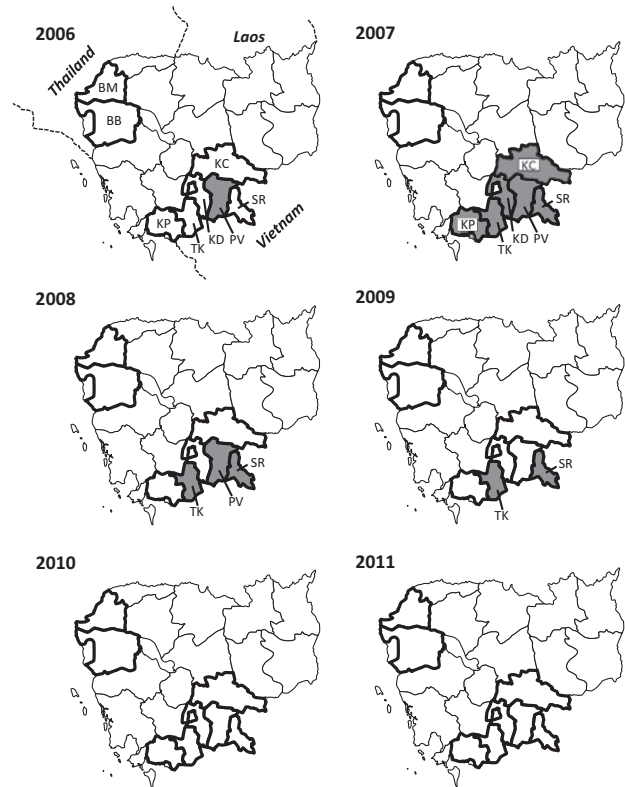 2006
Laos
2007
Thailand
BM
BB
KC
KC
SR
SR
KP
KP
Vietnam
TK
KD
PV
TK
KD
PV
2008
2009
SR
SR
TK
PV
TK
2010
2011